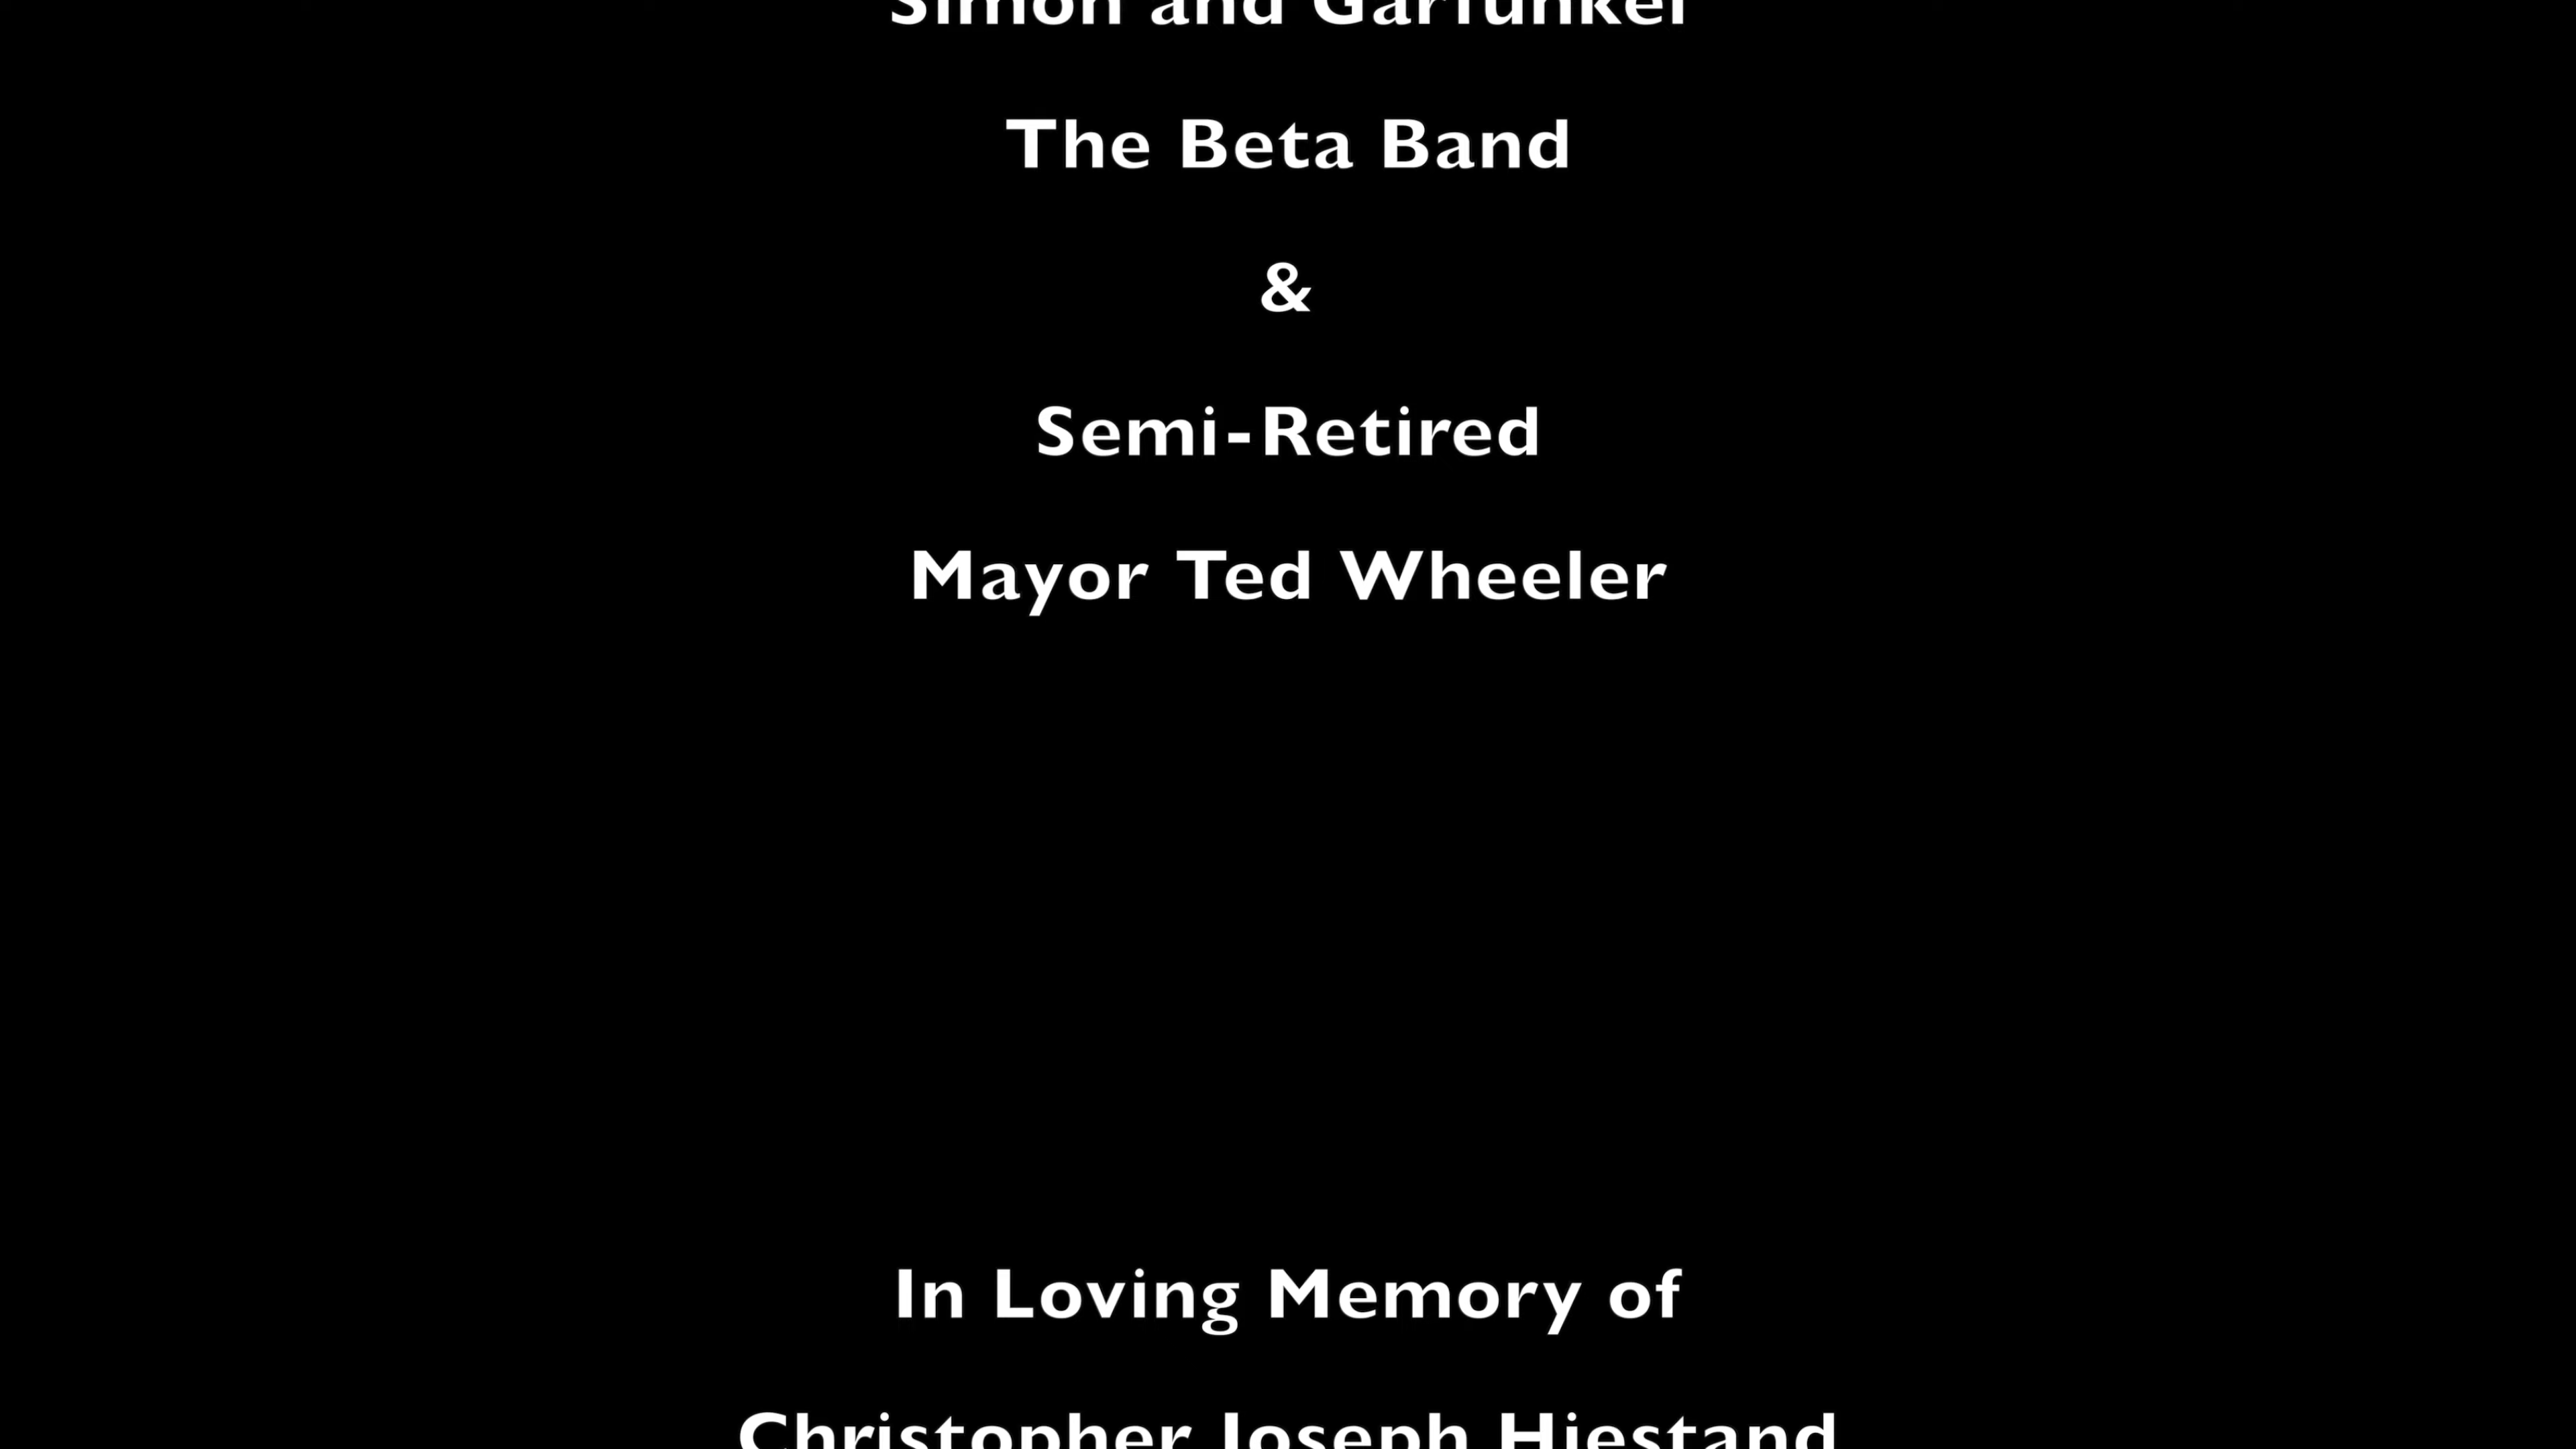 Simon and Garfunkel
The Beta Band
&
Semi-Retired
Mayor Ted Wheeler
In Loving Memory of
Christopher Joseph Hiestand